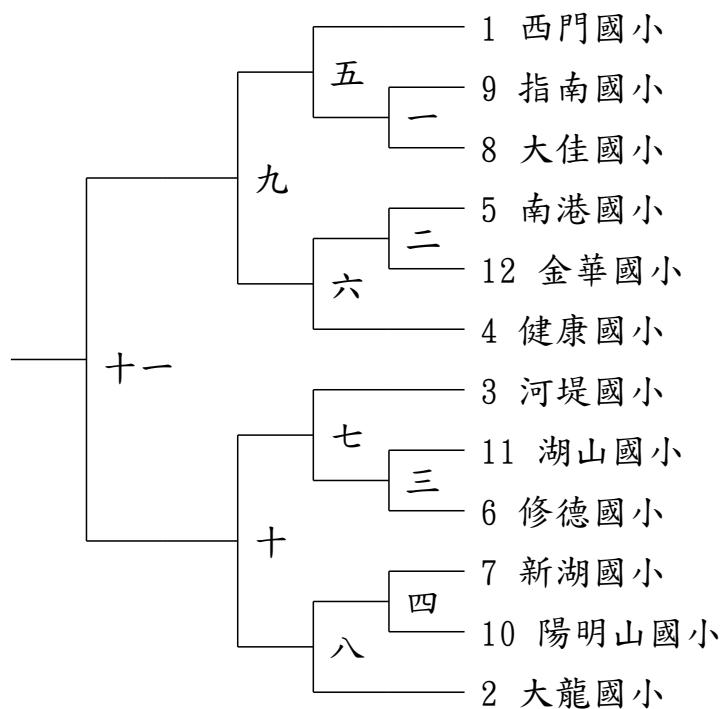 1 西門國小
五
9 指南國小
一
8 大佳國小
九
5 南港國小
二
12 金華國小
六
4 健康國小
十一
3 河堤國小
七
11 湖山國小
三
6 修德國小
十
7 新湖國小
四
10 陽明山國小
八
2 大龍國小